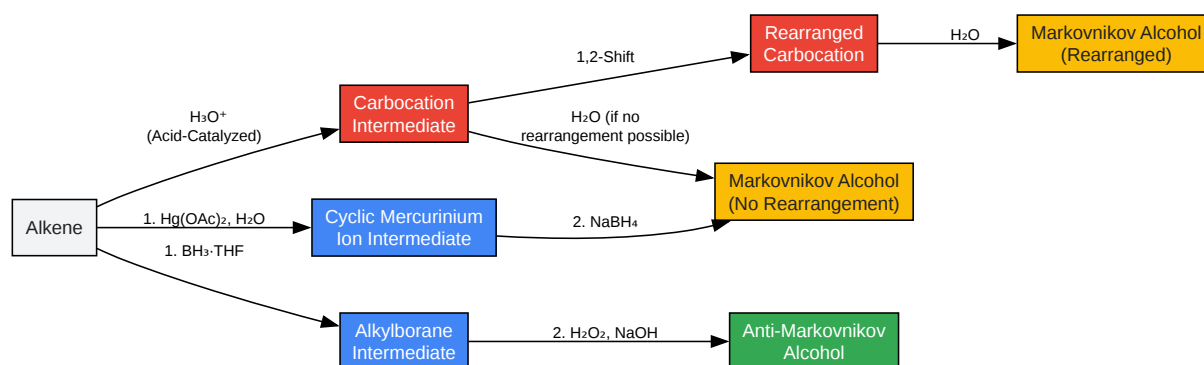 Rearranged
Carbocation
H₂O
Markovnikov Alcohol
(Rearranged)
1,2-Shift
Carbocation
Intermediate
H₃O⁺
(Acid-Catalyzed)
H₂O (if no
rearrangement possible)
Markovnikov Alcohol
(No Rearrangement)
Alkene
1. Hg(OAc)₂, H₂O
Cyclic Mercurinium
Ion Intermediate
2. NaBH₄
1. BH₃·THF
Alkylborane
Intermediate
2. H₂O₂, NaOH
Anti-Markovnikov
Alcohol